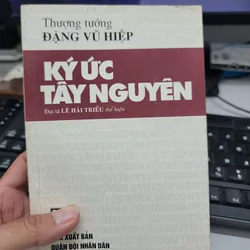 Thượng tướng
ĐẶNG VŨ HIỆP
KÝ ỨC
TÂY NGUYÊN
Đại tá LÊ HẢI TRIỀU thể hiện
XUẤT BẢN
QUÂN ĐỘI NHÂN DÂN